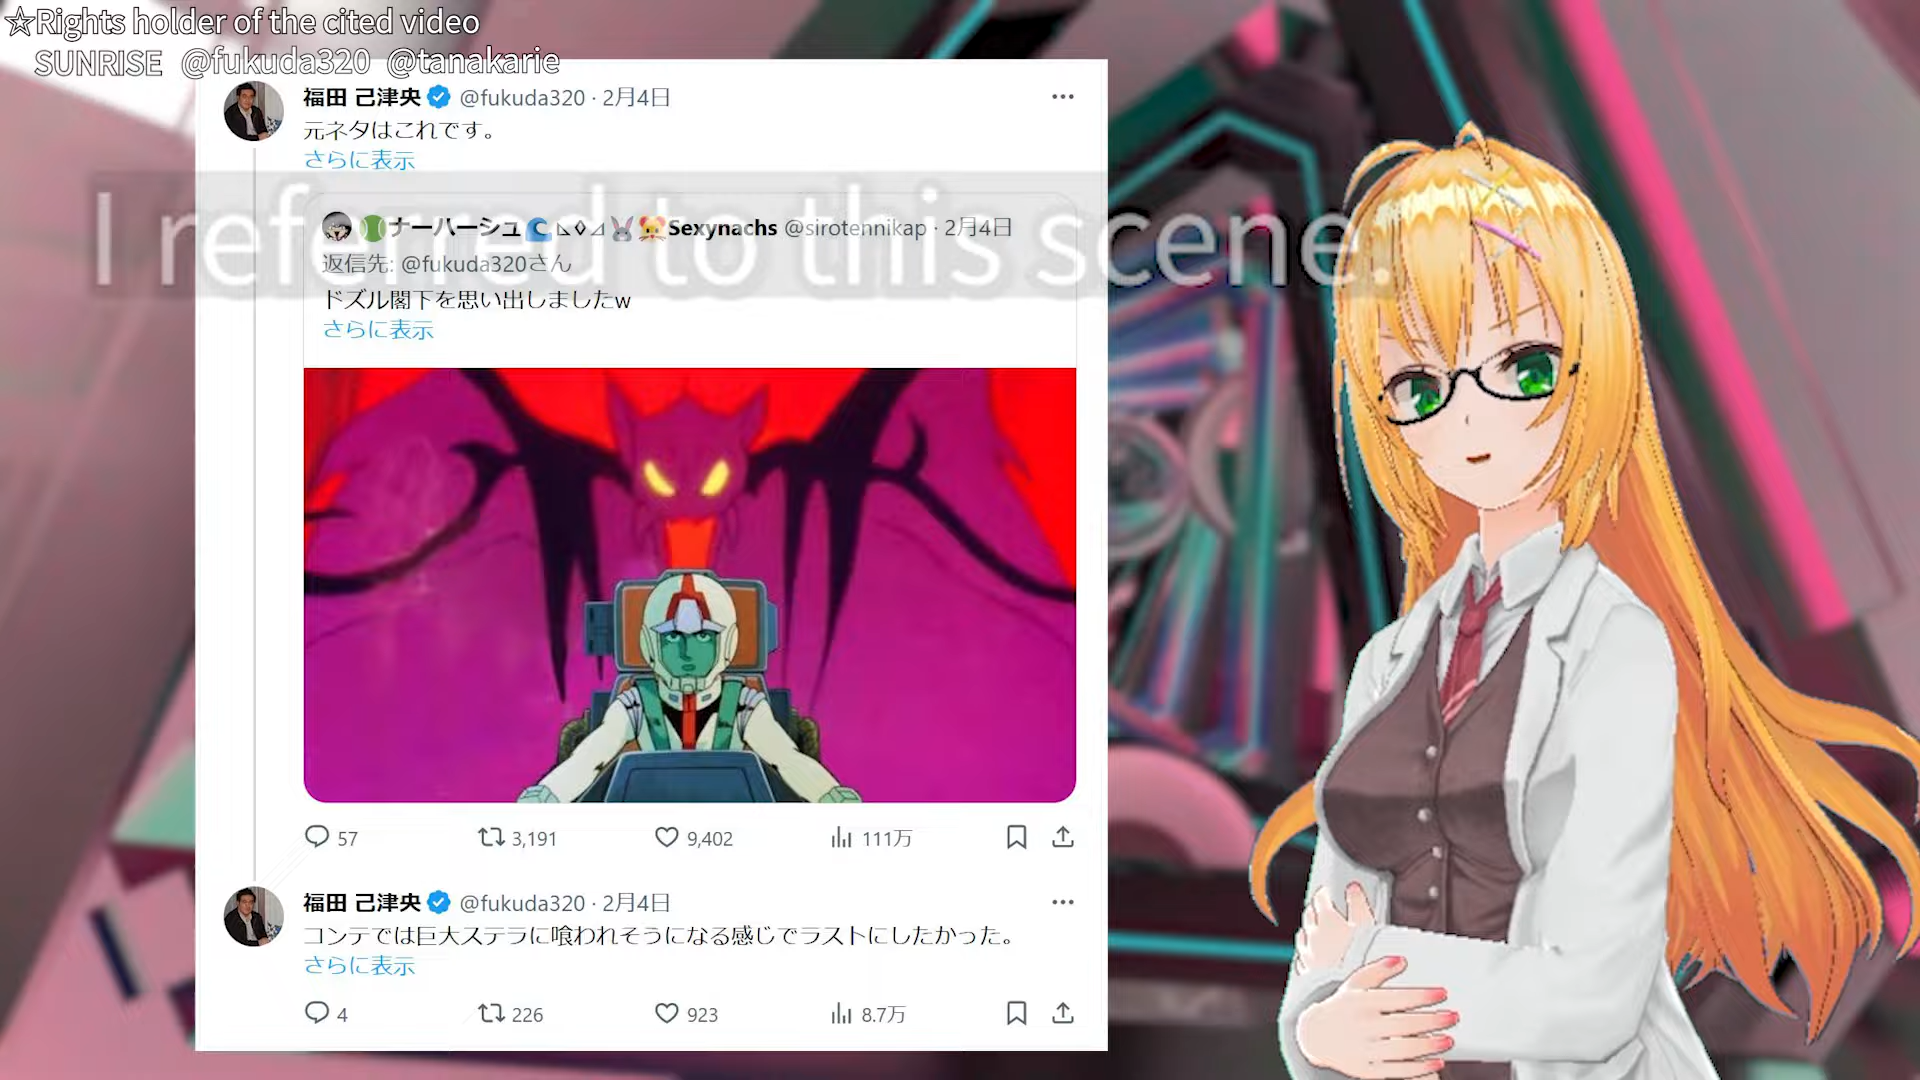 ☆Rights holder of the cited video
SUNRISE @fukuda320 @tanakarie
福田 己津央 @fukuda320 · 2月4日
元ネタはこれです。
さらに表示
I referred to this scene.
ナーハーシュ Sexynachs @sirotennikap · 2月4日
返信先: @fukuda320さん
ドズル閣下を思い出しましたw
さらに表示
57 3,191 9,402 111万
福田 己津央 @fukuda320 · 2月4日
コンテでは巨大ステラに喰われそうになる感じでラストにしたかった。
さらに表示
4 226 923 8.7万